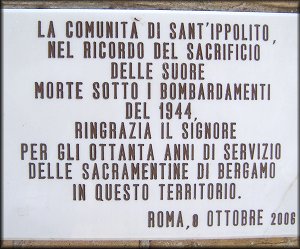 LA COMUNITÀ DI SANT'IPPOLITO,
NEL RICORDO DEL SACRIFICIO
DELLE SUORE
MORTE SOTTO I BOMBARDAMENTI
DEL 1944,
RINGRAZIA IL SIGNORE
PER GLI OTTANTA ANNI DI SERVIZIO
DELLE SACRAMENTINE DI BERGAMO
IN QUESTO TERRITORIO.
ROMA, 8 OTTOBRE 2006